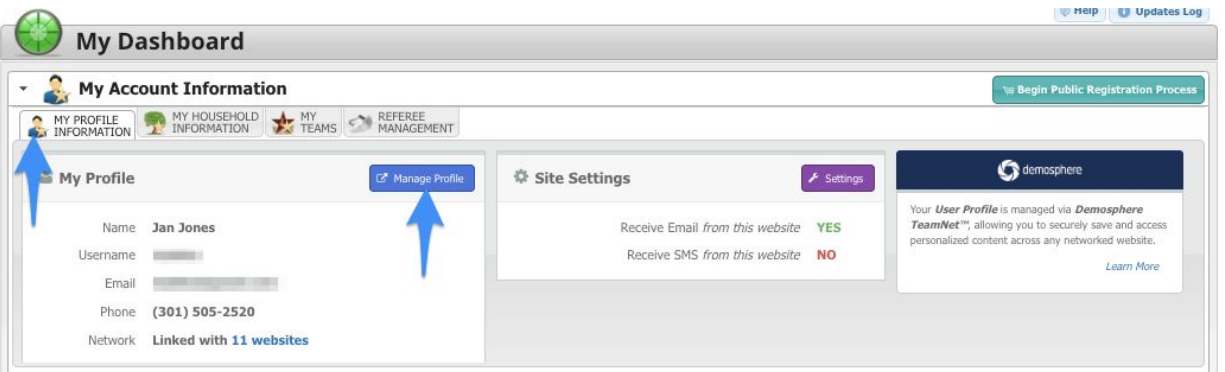 Help Updates Log
My Dashboard
My Account Information
Begin Public Registration Process
MY PROFILE
INFORMATION
MY HOUSEHOLD
INFORMATION
MY
TEAMS
REFEREE
MANAGEMENT
My Profile
Manage Profile
Name Jan Jones
Username
Email
Phone (301) 505-2520
Network Linked with 11 websites
Site Settings
Settings
Receive Email from this website YES
Receive SMS from this website NO
demosphere
Your User Profile is managed via Demosphere
TeamNet™, allowing you to securely save and access
personalized content across any networked website.
Learn More